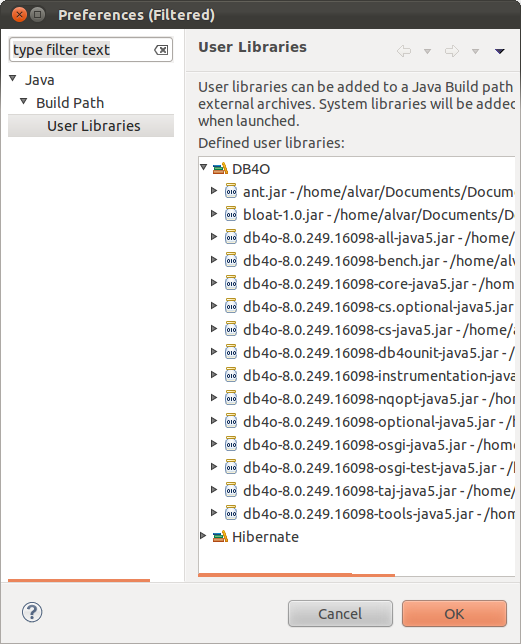 Preferences (Filtered)
type filter text
Java
Build Path
User Libraries
User Libraries
User libraries can be added to a Java Build path
external archives. System libraries will be added
when launched.
Defined user libraries:
DB4O
ant.jar - /home/alvar/Documents/Docum
bloat-1.0.jar - /home/alvar/Documents/D
db4o-8.0.249.16098-all-java5.jar - /home/
db4o-8.0.249.16098-bench.jar - /home/alv
db4o-8.0.249.16098-core-java5.jar - /hom
db4o-8.0.249.16098-cs.optional-java5.jar
db4o-8.0.249.16098-cs-java5.jar - /home/a
db4o-8.0.249.16098-db4ounit-java5.jar - /
db4o-8.0.249.16098-instrumentation-java
db4o-8.0.249.16098-nqopt-java5.jar - /ho
db4o-8.0.249.16098-optional-java5.jar - /h
db4o-8.0.249.16098-osgi-java5.jar - /home
db4o-8.0.249.16098-osgi-test-java5.jar - /
db4o-8.0.249.16098-taj-java5.jar - /home/
db4o-8.0.249.16098-tools-java5.jar - /hom
Hibernate
Cancel
OK